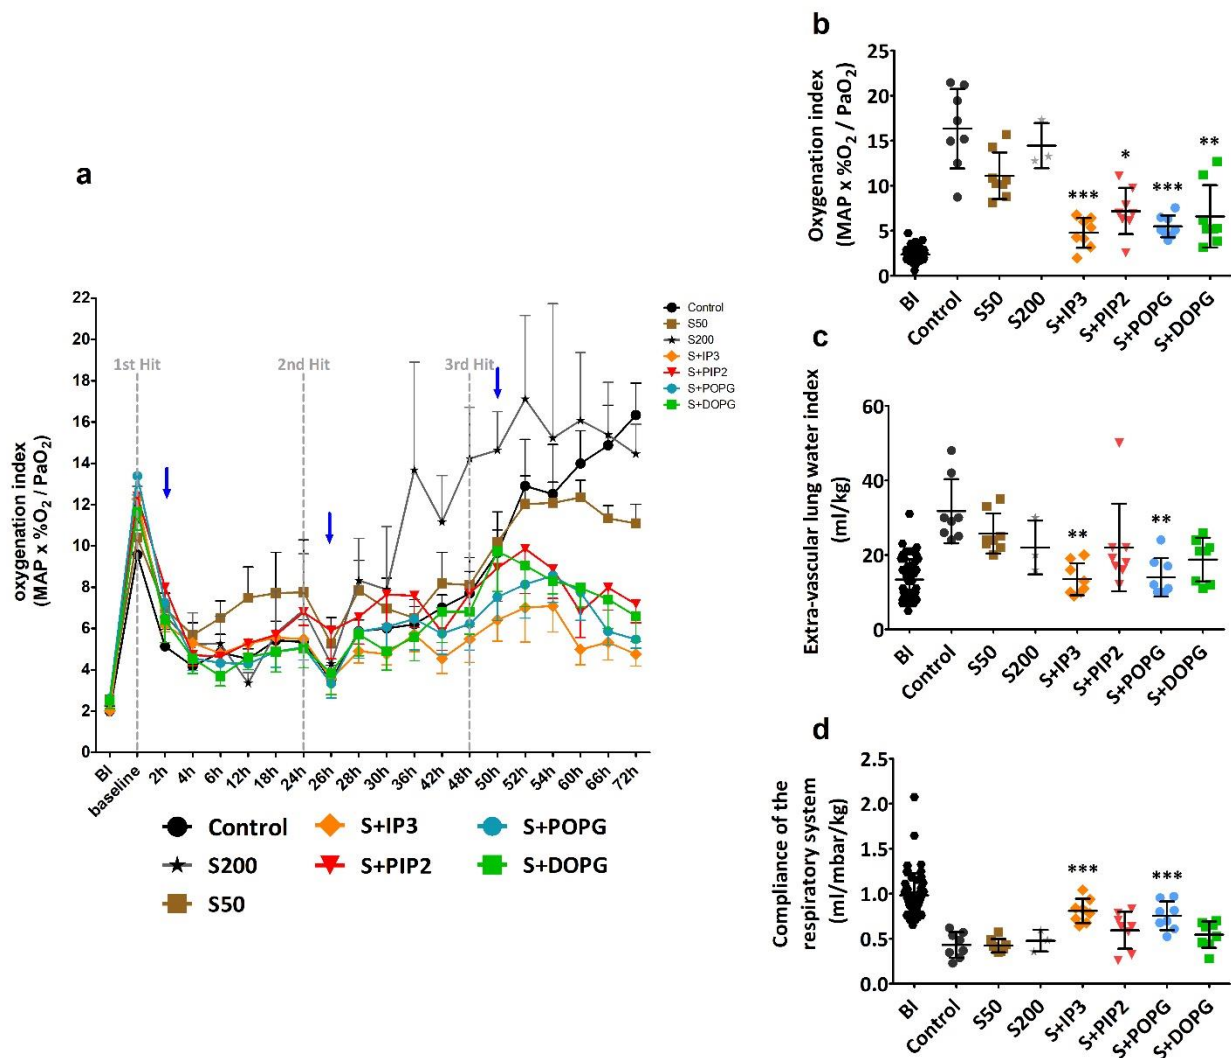 a
22
20
18
16
14
12
10
8
6
4
2
0
oxygenation index
(MAP x %O2 / PaO2)
1st Hit
2nd Hit
3rd Hit
BI
baseline
2h
4h
6h
12h
18h
24h
26h
28h
30h
36h
42h
48h
50h
52h
54h
60h
66h
72h
Control
S50
S200
S+IP3
S+PIP2
S+POPG
S+DOPG
Control
S+IP3
S+POPG
S200
S+PIP2
S+DOPG
S50
b
25
20
15
10
5
0
Oxygenation index
(MAP x %O2 / PaO2)
***
*
***
**
BI
Control
S50
S200
S+IP3
S+PIP2
S+POPG
S+DOPG
c
60
40
20
0
Extra-vascular lung water index
(ml/kg)
**
**
BI
Control
S50
S200
S+IP3
S+PIP2
S+POPG
S+DOPG
d
2.5
2.0
1.5
1.0
0.5
0.0
Compliance of the
respiratory system
(ml/mbar/kg)
***
***
BI
Control
S50
S200
S+IP3
S+PIP2
S+POPG
S+DOPG